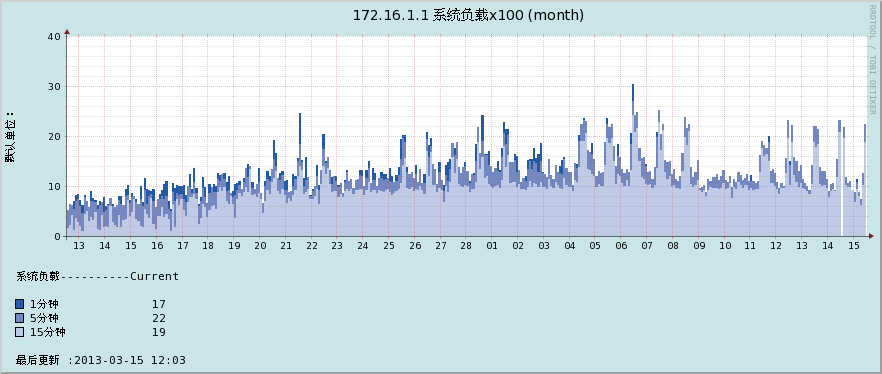 172.16.1.1 系统负载x100 (month)
RRDTOOL / TOBI OETIKER
默认单位：
40
30
20
10
0
13 14 15 16 17 18 19 20 21 22 23 24 25 26 27 28 01 02 03 04 05 06 07 08 09 10 11 12 13 14 15
系统负载----------Current
1分钟 17
5分钟 22
15分钟 19
最后更新 :2013-03-15 12:03